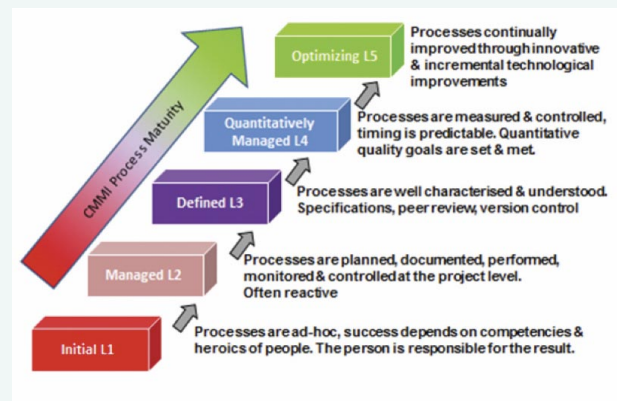 Optimizing L5
Processes continually
improved through innovative
& incremental technological
improvements
CMMI Process Maturity
Quantitatively
Managed L4
Processes are measured & controlled,
timing is predictable. Quantitative
quality goals are set & met.
Defined L3
Processes are well characterised & understood.
Specifications, peer review, version control
Managed L2
Processes are planned, documented, performed,
monitored & controlled at the project level.
Often reactive
Initial L1
Processes are ad-hoc, success depends on competencies &
heroics of people. The person is responsible for the result.